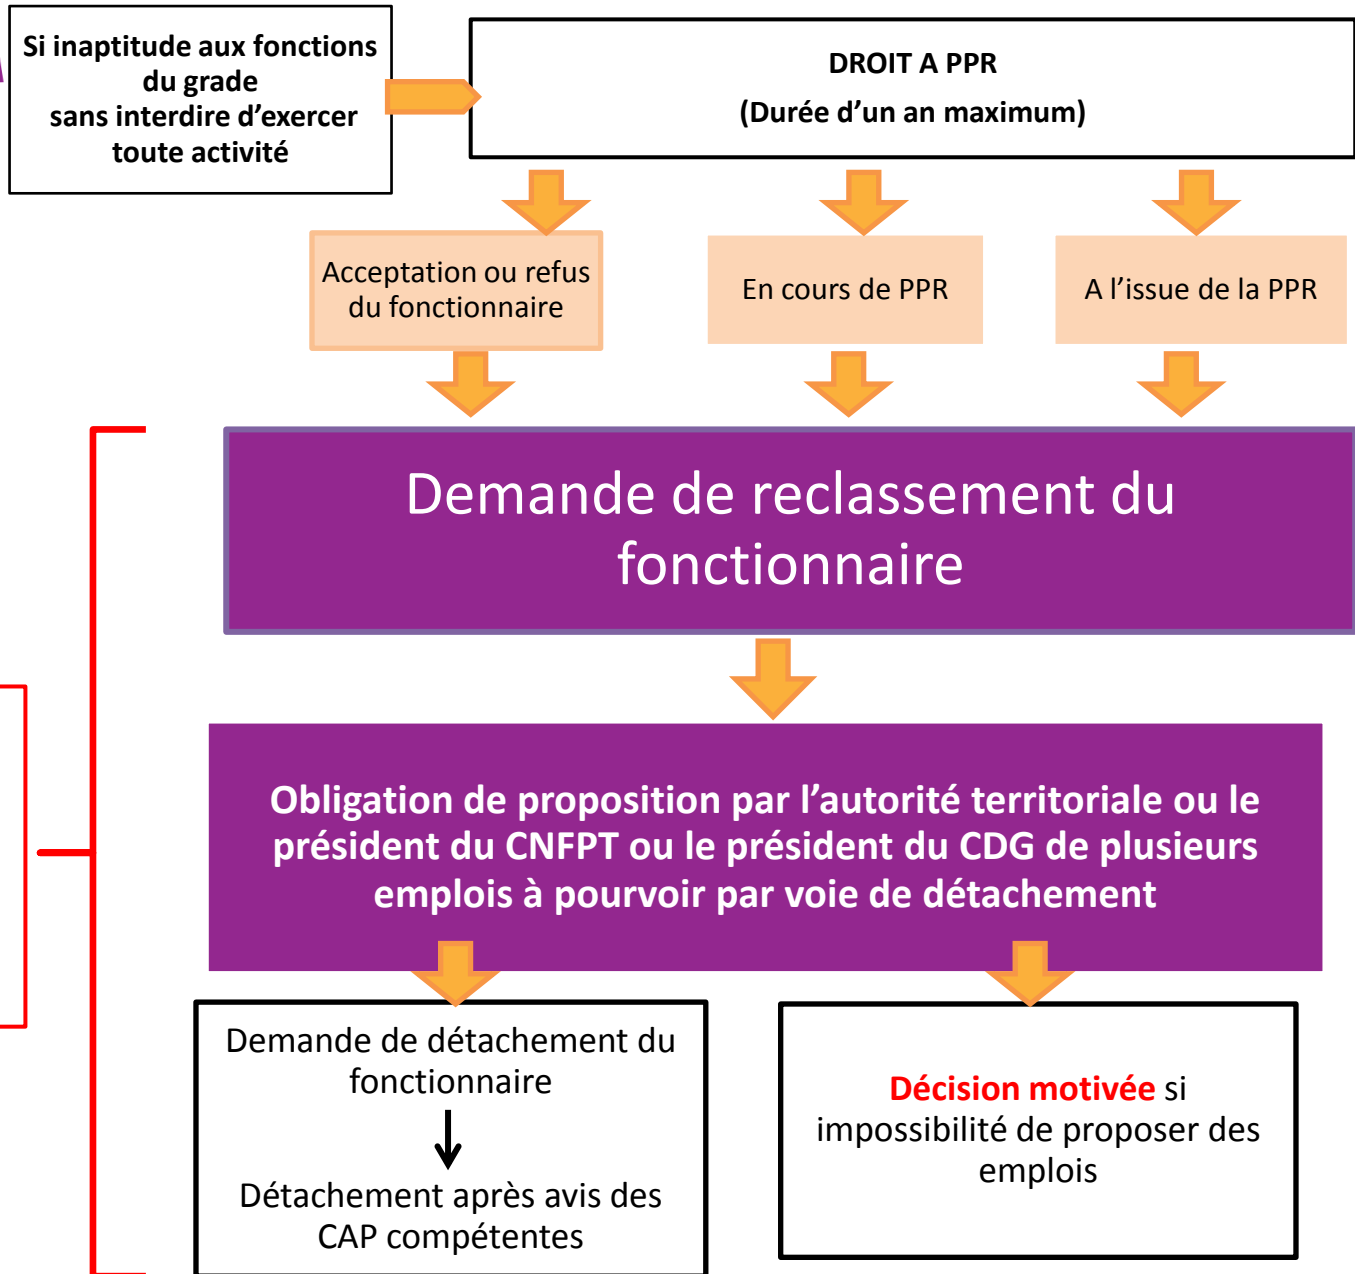 Si inaptitude aux fonctions
du grade
sans interdire d’exercer
toute activité
DROIT A PPR
(Durée d’un an maximum)
Acceptation ou refus
du fonctionnaire
En cours de PPR
A l’issue de la PPR
Demande de reclassement du
fonctionnaire
Obligation de proposition par l’autorité territoriale ou le
président du CNFPT ou le président du CDG de plusieurs
emplois à pourvoir par voie de détachement
Demande de détachement du
fonctionnaire
Détachement après avis des
CAP compétentes
Décision motivée si
impossibilité de proposer des
emplois